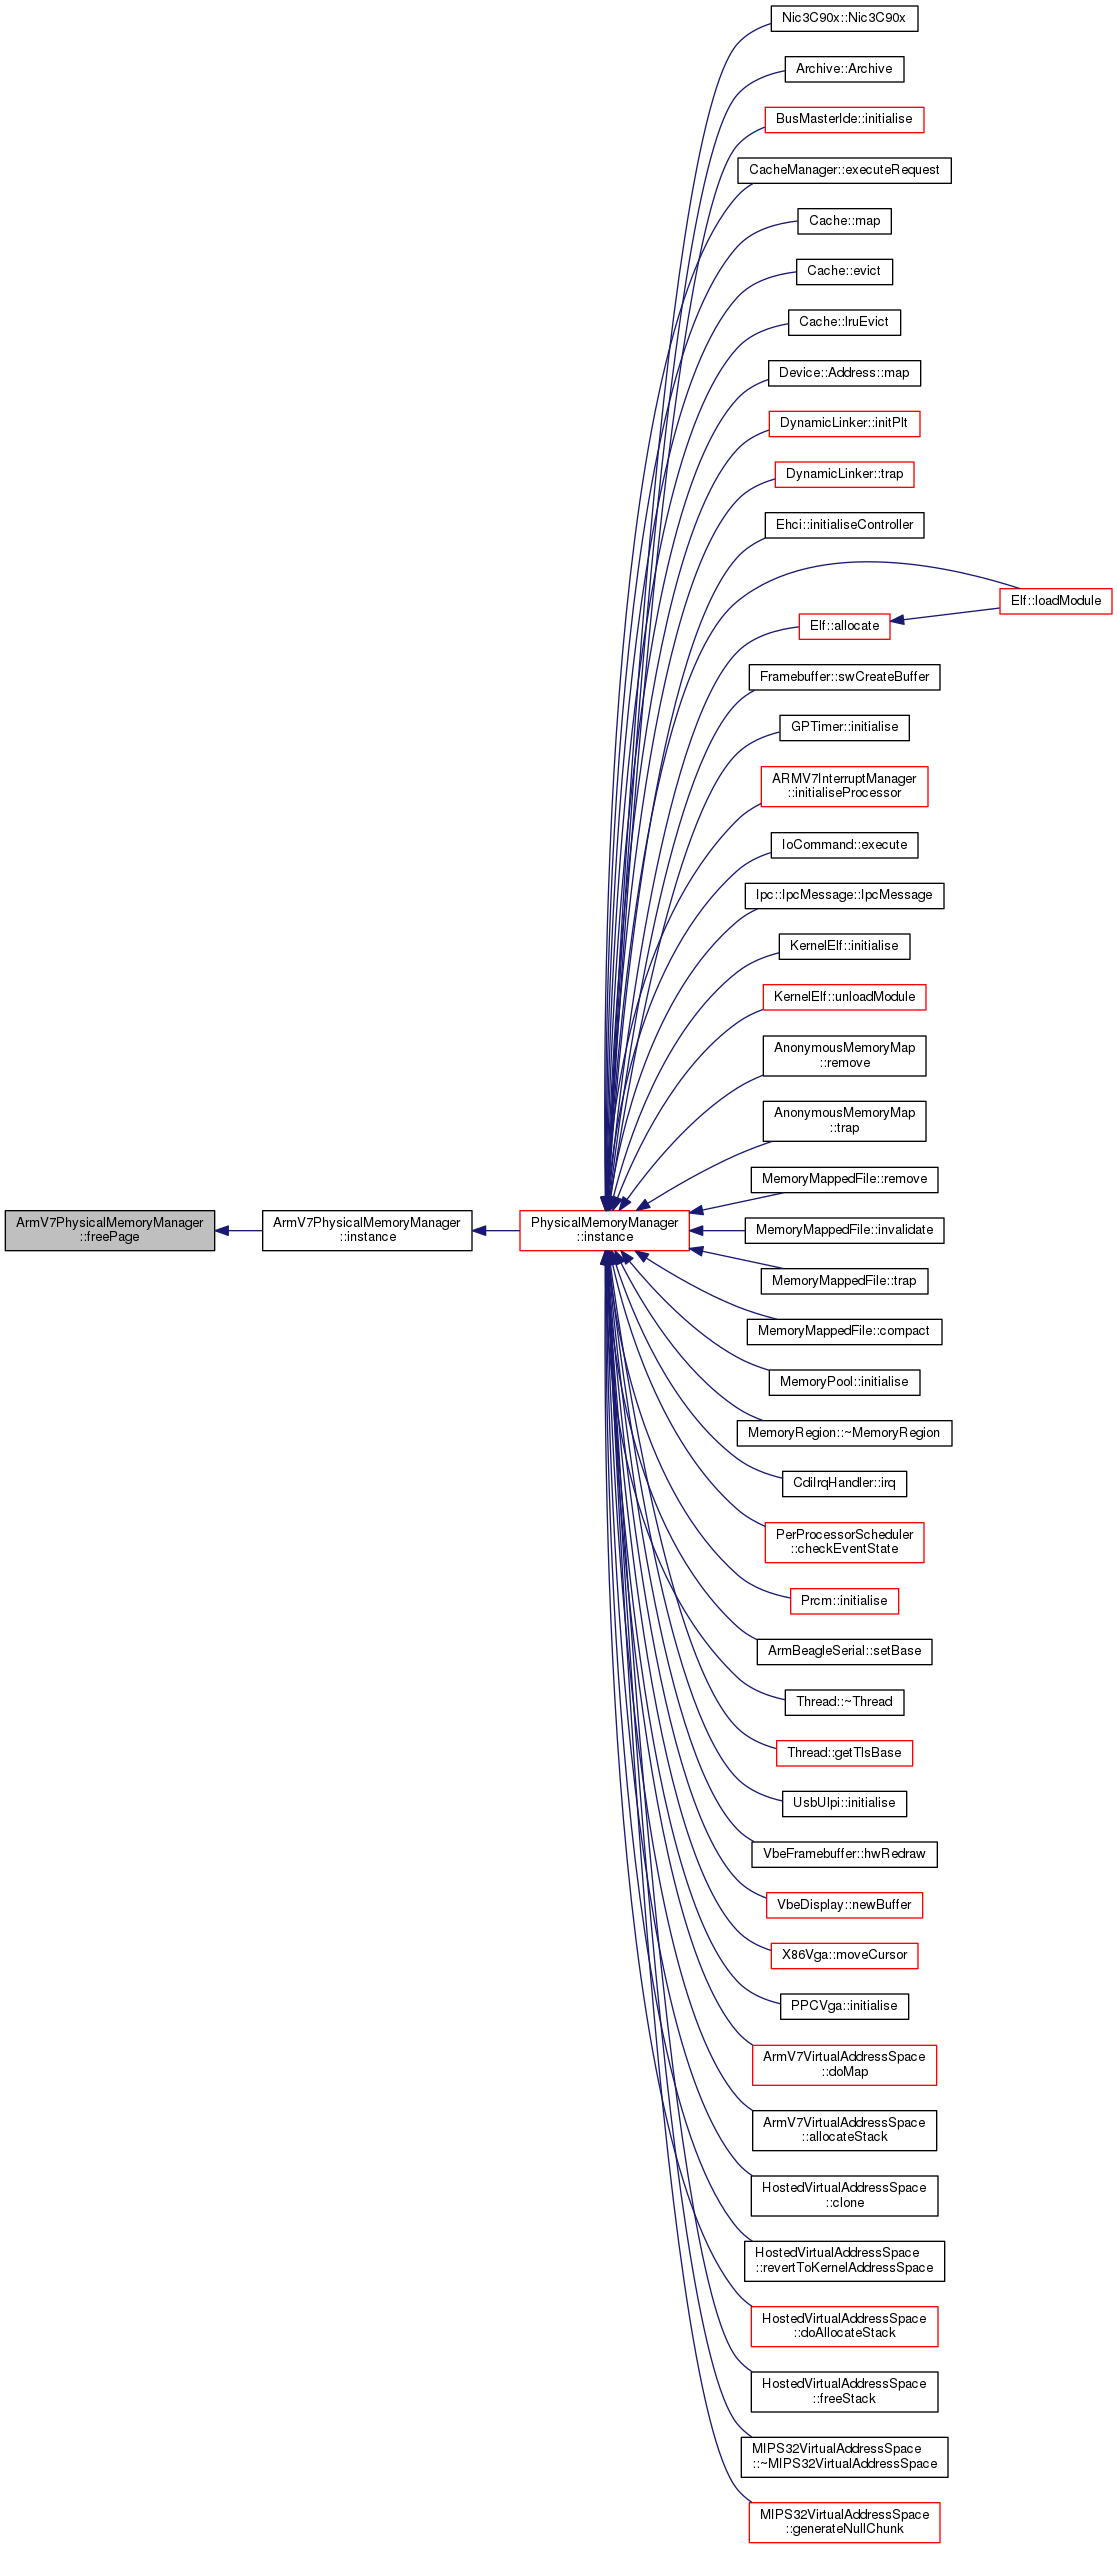 Nic3C90x::Nic3C90x
Archive::Archive
BusMasterIde::initialise
CacheManager::executeRequest
Cache::map
Cache::evict
Cache::lruEvict
Device::Address::map
DynamicLinker::initPlt
DynamicLinker::trap
Ehci::initialiseController
Elf::loadModule
Elf::allocate
Framebuffer::swCreateBuffer
GPTimer::initialise
ARMV7InterruptManager
::initialiseProcessor
IoCommand::execute
Ipc::IpcMessage::IpcMessage
KernelElf::initialise
KernelElf::unloadModule
AnonymousMemoryMap
::remove
AnonymousMemoryMap
::trap
MemoryMappedFile::remove
ArmV7PhysicalMemoryManager
::freePage
ArmV7PhysicalMemoryManager
::instance
PhysicalMemoryManager
::instance
MemoryMappedFile::invalidate
MemoryMappedFile::trap
MemoryMappedFile::compact
MemoryPool::initialise
MemoryRegion::~MemoryRegion
CdiIrqHandler::irq
PerProcessorScheduler
::checkEventState
Prcm::initialise
ArmBeagleSerial::setBase
Thread::~Thread
Thread::getTlsBase
UsbUlpi::initialise
VbeFramebuffer::hwRedraw
VbeDisplay::newBuffer
X86Vga::moveCursor
PPCVga::initialise
ArmV7VirtualAddressSpace
::doMap
ArmV7VirtualAddressSpace
::allocateStack
HostedVirtualAddressSpace
::clone
HostedVirtualAddressSpace
::revertToKernelAddressSpace
HostedVirtualAddressSpace
::doAllocateStack
HostedVirtualAddressSpace
::freeStack
MIPS32VirtualAddressSpace
::~MIPS32VirtualAddressSpace
MIPS32VirtualAddressSpace
::generateNullChunk